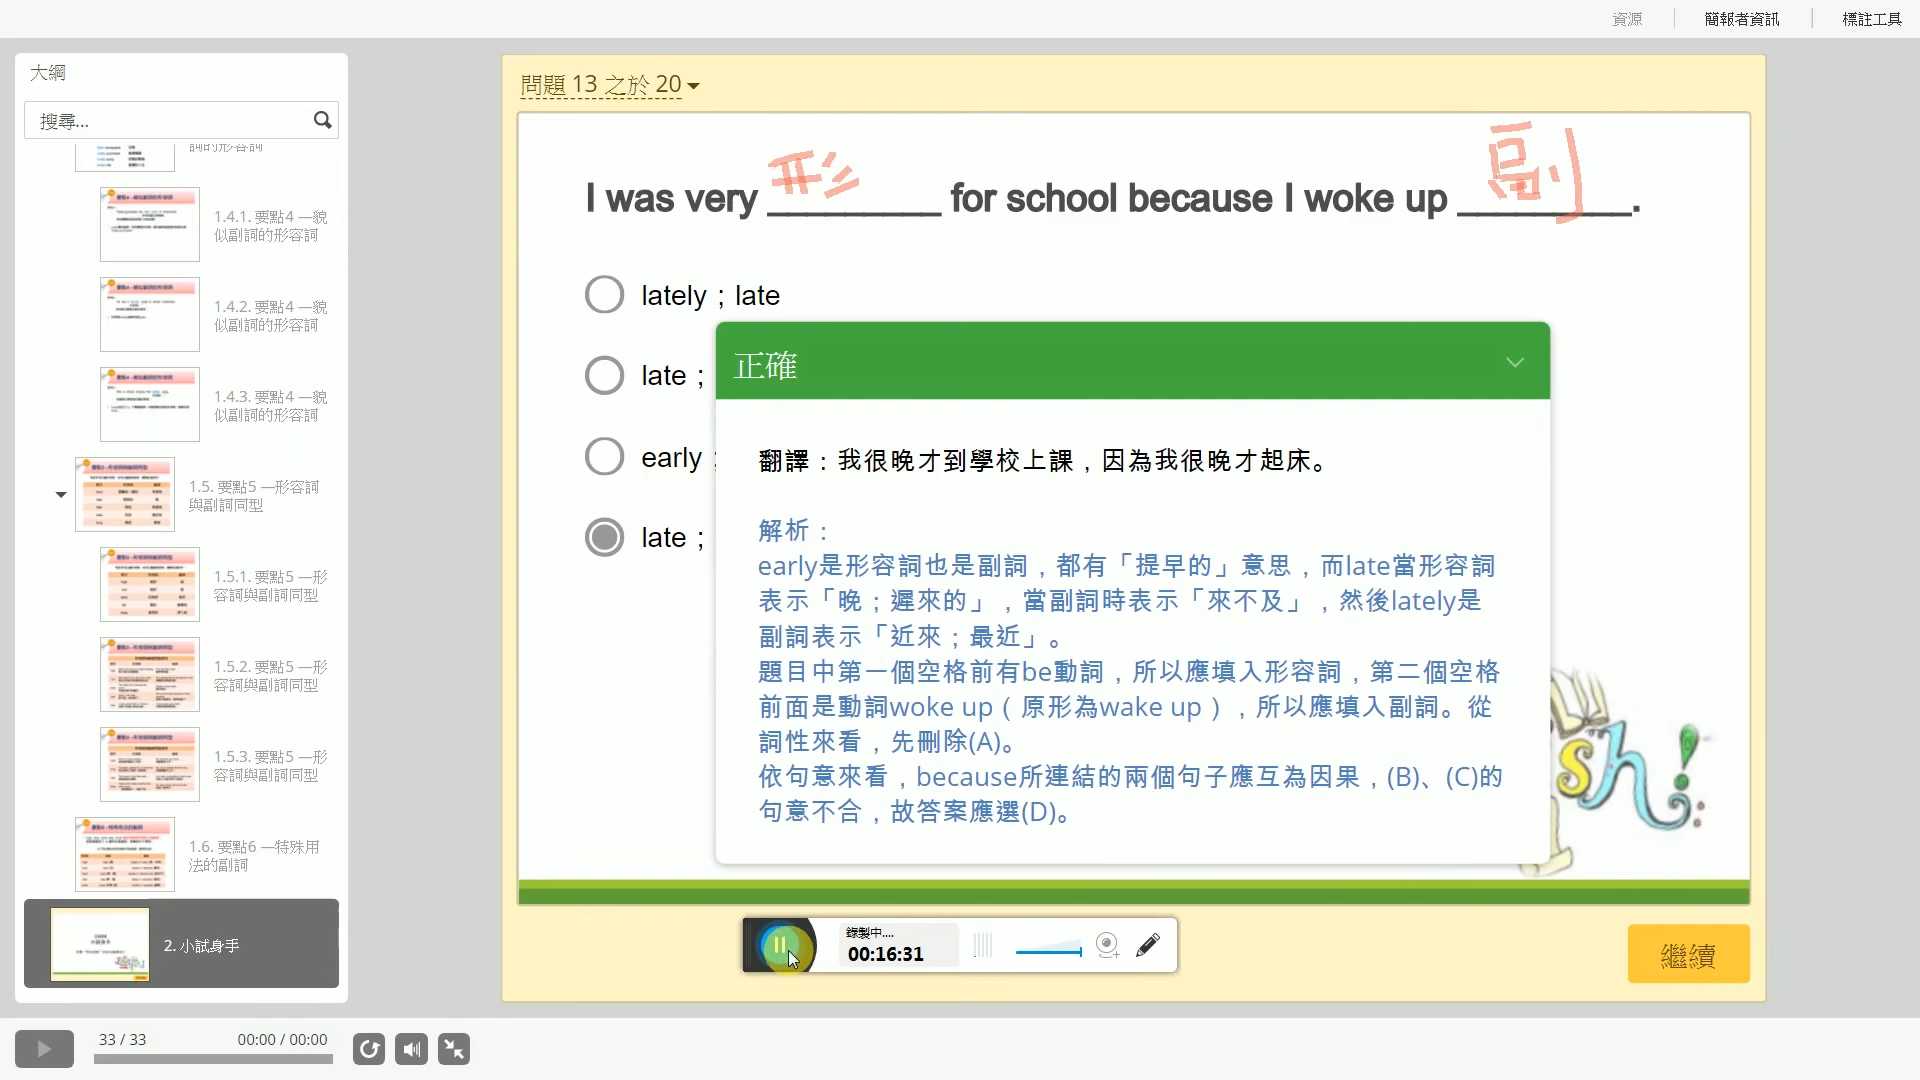 資源
簡報者資訊
標註工具
大綱
搜尋...
詞的形容詞
1.4.1. 要點4 —貌
似副詞的形容詞
1.4.2. 要點4 —貌
似副詞的形容詞
1.4.3. 要點4 —貌
似副詞的形容詞
1.5. 要點5 —形容詞
與副詞同型
1.5.1. 要點5 —形
容詞與副詞同型
1.5.2. 要點5 —形
容詞與副詞同型
1.5.3. 要點5 —形
容詞與副詞同型
1.6. 要點6 —特殊用
法的副詞
2. 小試身手
33 / 33
00:00 / 00:00
問題 13 之於 20
形
副
I was very _________ for school because I woke up _________.
lately；late
late；
early
late；
正確
翻譯：我很晚才到學校上課，因為我很晚才起床。
解析：
early是形容詞也是副詞，都有「提早的」意思，而late當形容詞
表示「晚；遲來的」，當副詞時表示「來不及」，然後lately是
副詞表示「近來；最近」。
題目中第一個空格前有be動詞，所以應填入形容詞，第二個空格
前面是動詞woke up（原形為wake up），所以應填入副詞。從
詞性來看，先刪除(A)。
依句意來看，because所連結的兩個句子應互為因果，(B)、(C)的
句意不合，故答案應選(D)。
sh!
錄製中....
00:16:31
繼續